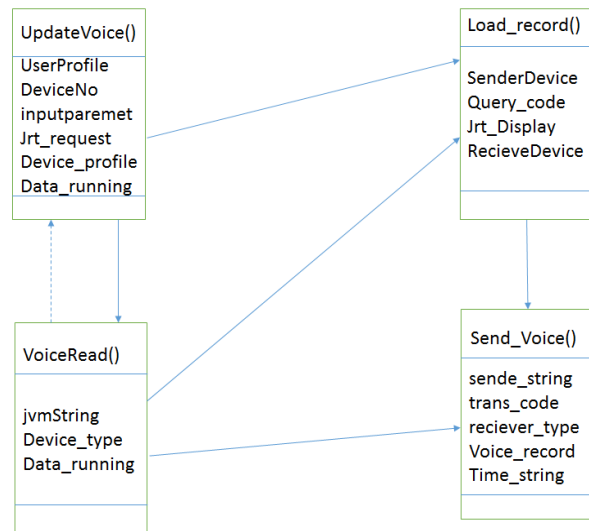 UpdateVoice()
UserProfile
DeviceNo
inputparemet
Jrt_request
Device_profile
Data_running
Load_record()
SenderDevice
Query_code
Jrt_Display
RecieveDevice
VoiceRead()
jvmString
Device_type
Data_running
Send_Voice()
sende_string
trans_code
reciever_type
Voice_record
Time_string